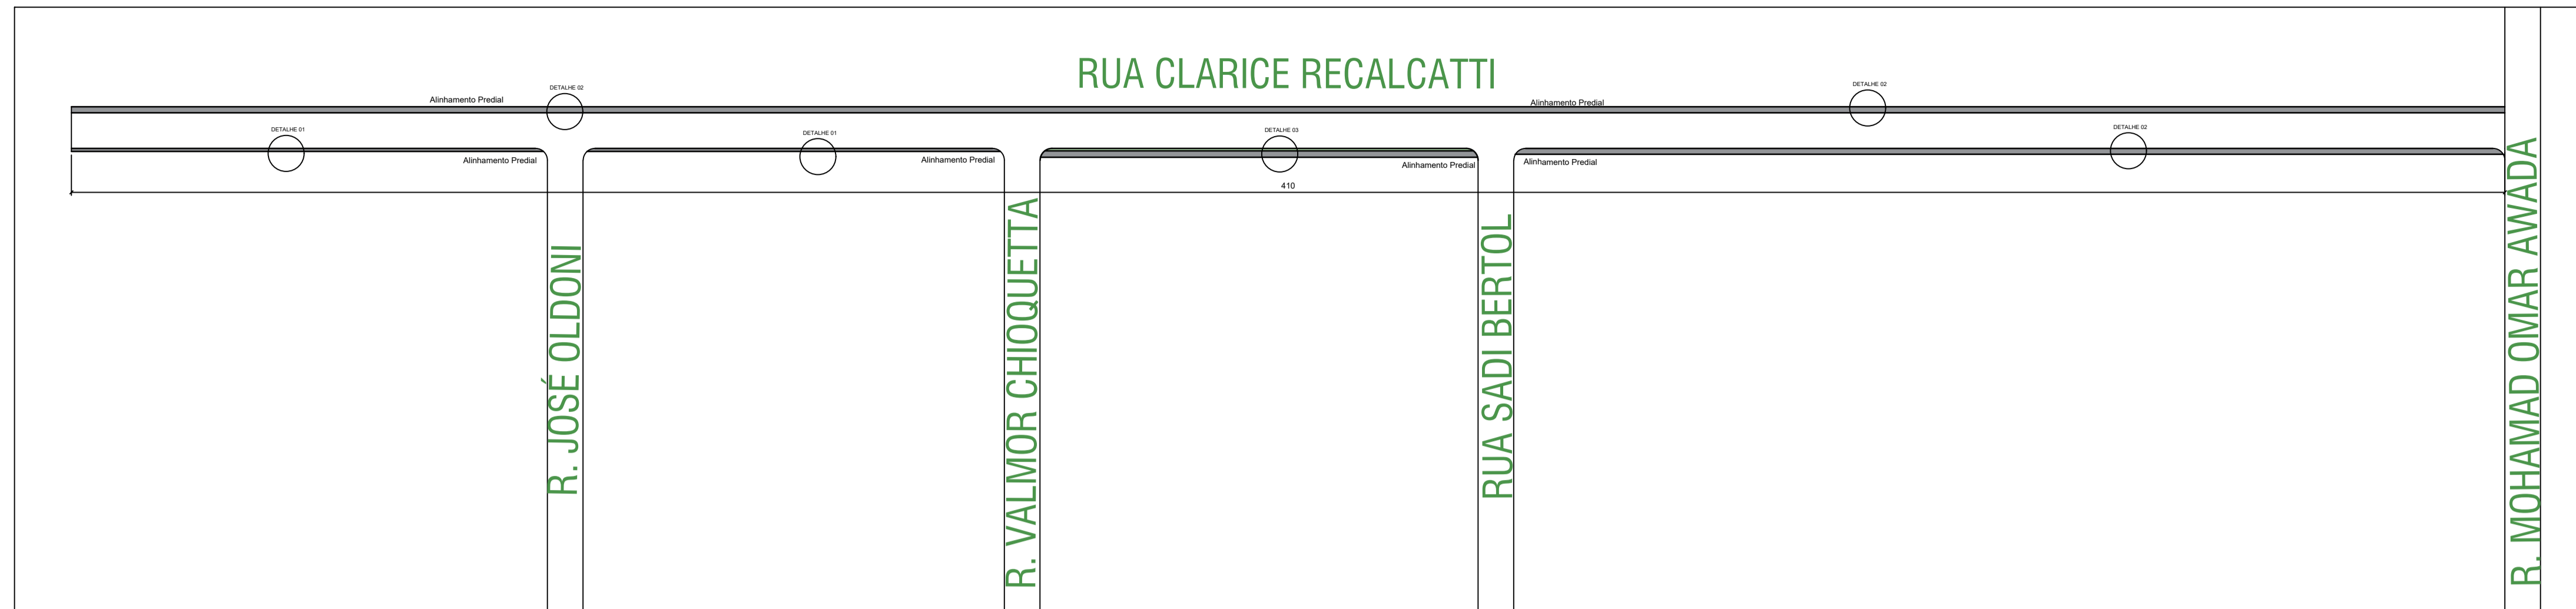 RUA CLARICE RECALCATTI
DETALHE 02
DETALHE 02
Alinhamento Predial
Alinhamento Predial
DETALHE 01
DETALHE 01
DETALHE 03
DETALHE 02
Alinhamento Predial
Alinhamento Predial
Alinhamento Predial
Alinhamento Predial
410
R. JOSÉ OLDONI
R. VALMOR CHIOQUETTA
RUA SADI BERTOL
R. MOHAMAD OMAR AWADA